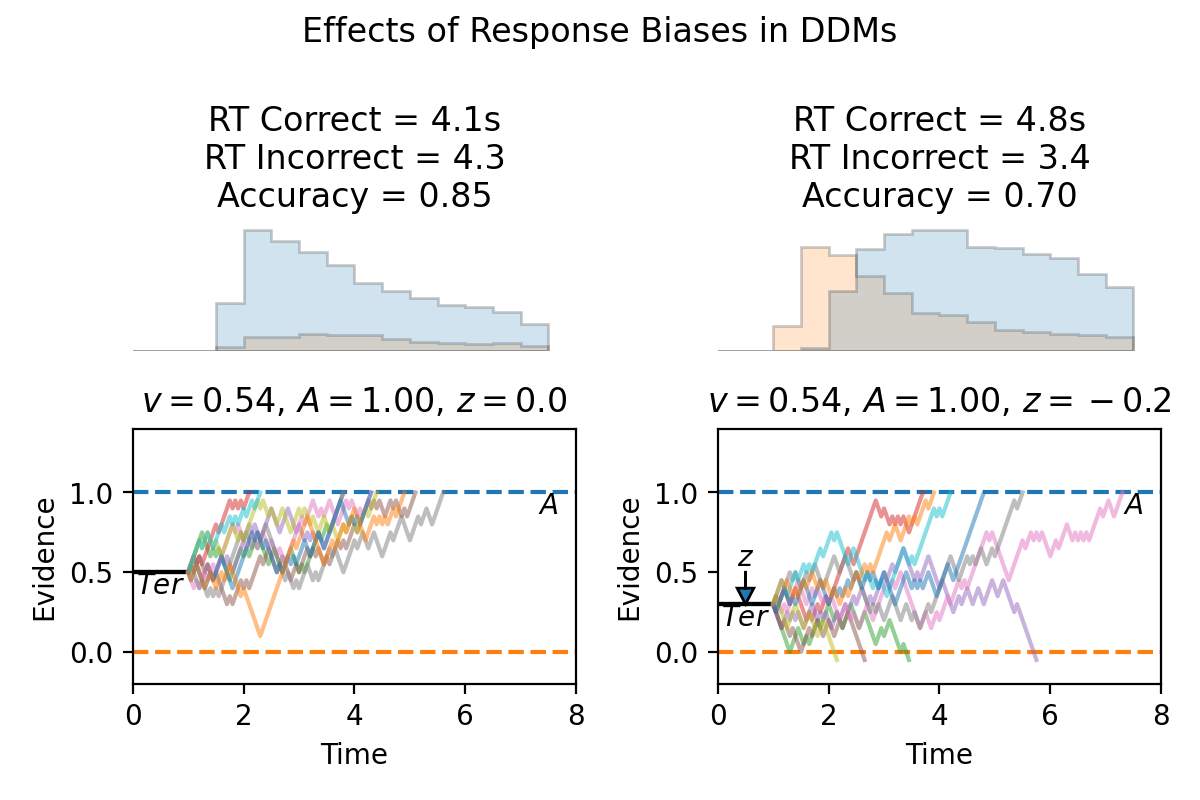 Effects of Response Biases in DDMs
RT Correct = 4.1s
RT Incorrect = 4.3
Accuracy = 0.85
v = 0.54, A = 1.00, z = 0.0
Evidence
1.0
0.5
0.0
A
Ter
0 2 4 6 8
Time
RT Correct = 4.8s
RT Incorrect = 3.4
Accuracy = 0.70
v = 0.54, A = 1.00, z = −0.2
Evidence
1.0
0.5
0.0
A
z
Ter
0 2 4 6 8
Time